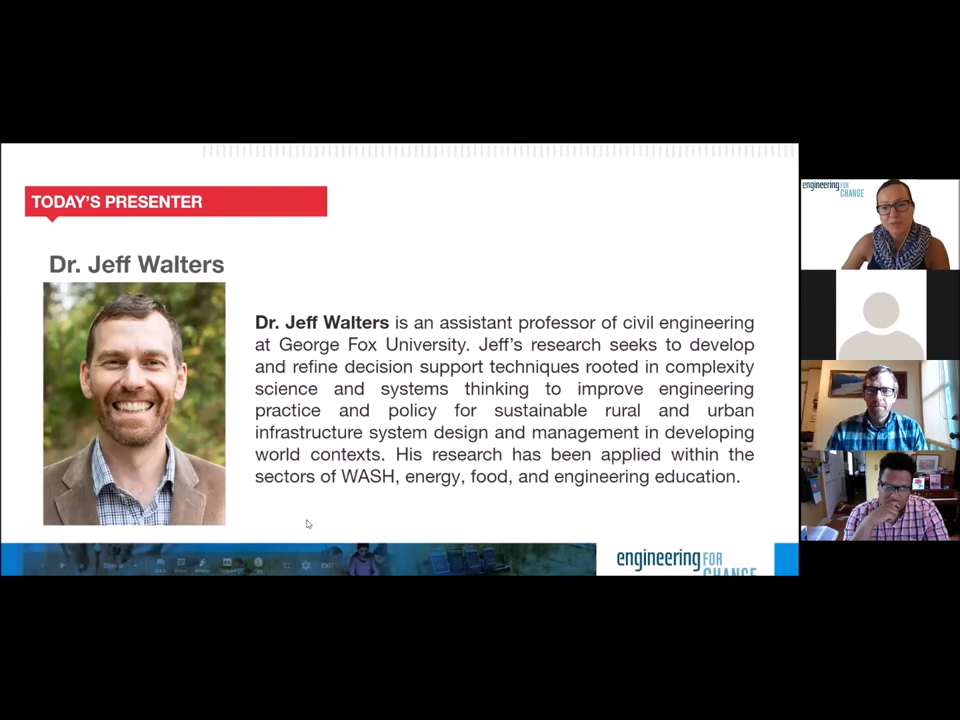 TODAY'S PRESENTER
Dr. Jeff Walters
Dr. Jeff Walters is an assistant professor of civil engineering
at George Fox University. Jeff's research seeks to develop
and refine decision support techniques rooted in complexity
science and systems thinking to improve engineering
practice and policy for sustainable rural and urban
infrastructure system design and management in developing
world contexts. His research has been applied within the
sectors of WASH, energy, food, and engineering education.
engineering FOR
CHANGE
EXIT
engineering FOR
CHANGE